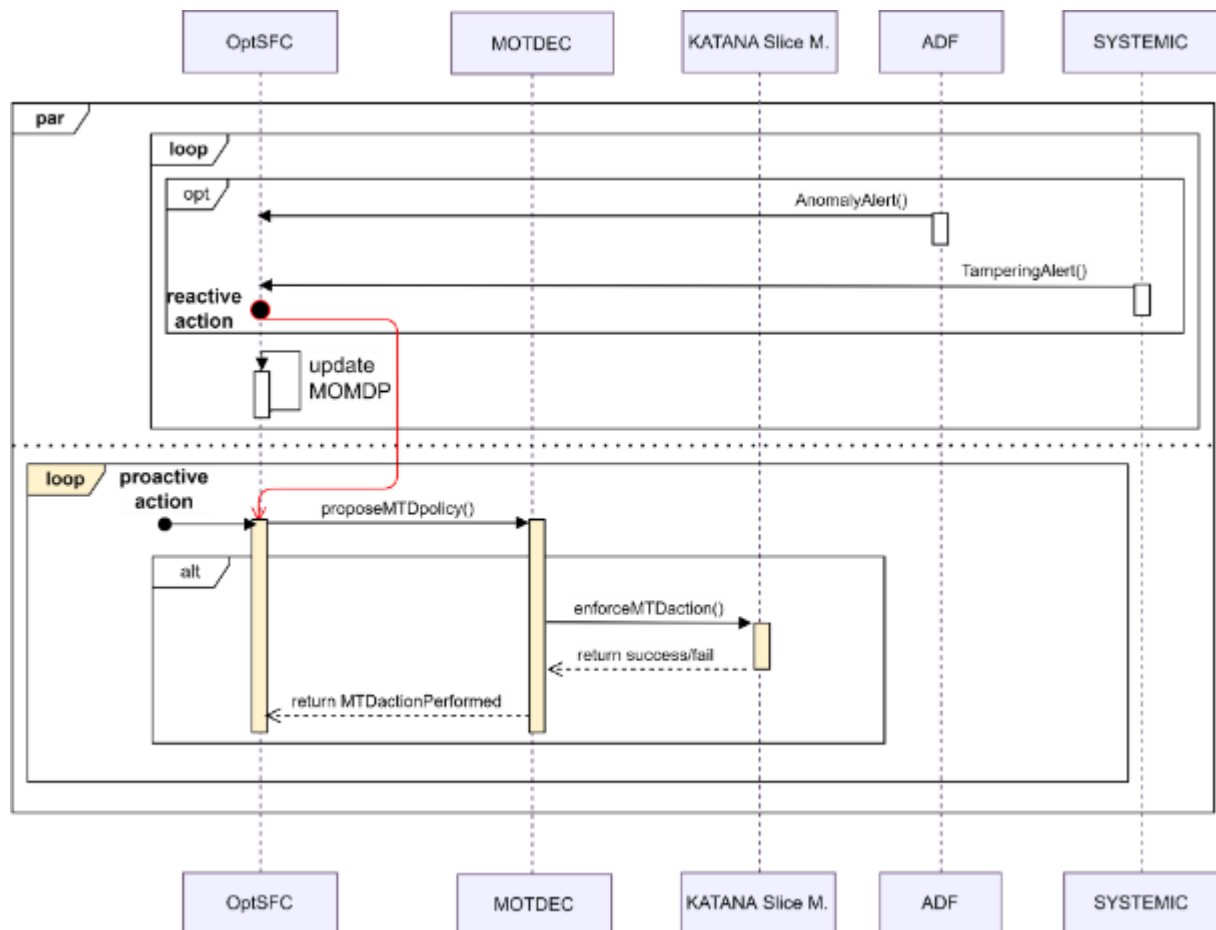 OptSFC
MOTDEC
KATANA Slice M.
ADF
SYSTEMIC
par
loop
opt
AnomalyAlert()
TamperingAlert()
reactive
action
update
MOMDP
loop
proactive
action
proposeMTDpolicy()
alt
enforceMTDaction()
return success/fail
return MTDactionPerformed
OptSFC
MOTDEC
KATANA Slice M.
ADF
SYSTEMIC